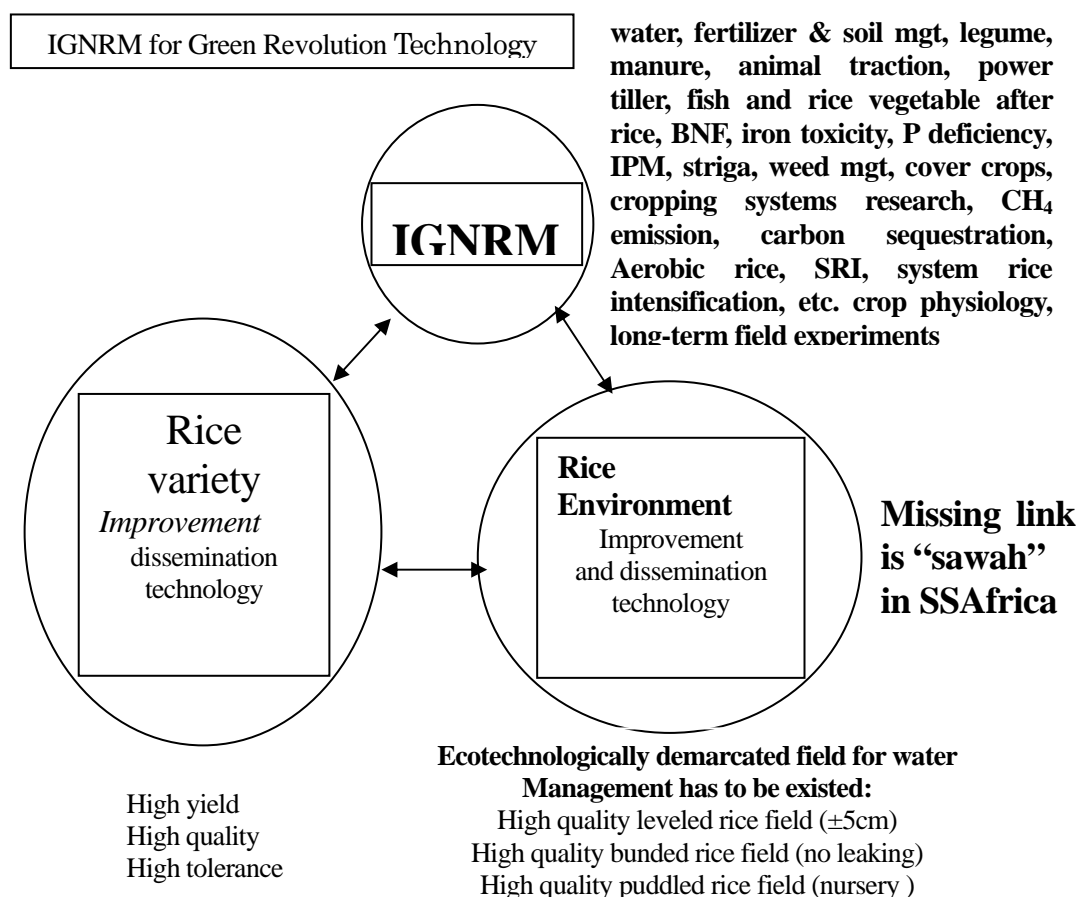 IGNRM for Green Revolution Technology
water, fertilizer & soil mgt, legume,
manure, animal traction, power
tiller, fish and rice vegetable after
rice, BNF, iron toxicity, P deficiency,
IPM, striga, weed mgt, cover crops,
cropping systems research, CH₄
emission, carbon sequestration,
Aerobic rice, SRI, system rice
intensification, etc. crop physiology,
long-term field experiments
IGNRM
Rice
variety
Improvement
dissemination
technology
Rice
Environment
Improvement
and dissemination
technology
Missing link
is “sawah”
in SSAfrica
High yield
High quality
High tolerance
Ecotechnologically demarcated field for water
Management has to be existed:
High quality leveled rice field (±5cm)
High quality bunded rice field (no leaking)
High quality puddled rice field (nursery )